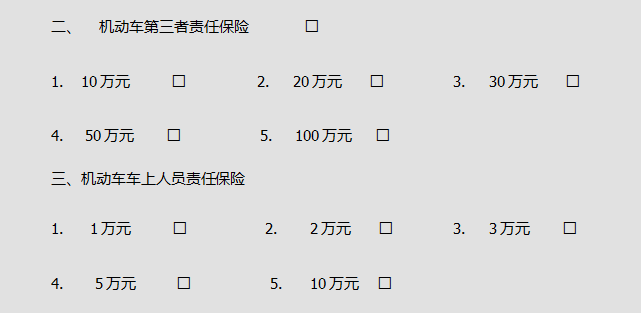 二、 机动车第三者责任保险 □
1. 10万元 □ 2. 20万元 □ 3. 30万元 □
4. 50万元 □ 5. 100万元 □
三、机动车车上人员责任保险
1. 1万元 □ 2. 2万元 □ 3. 3万元 □
4. 5万元 □ 5. 10万元 □